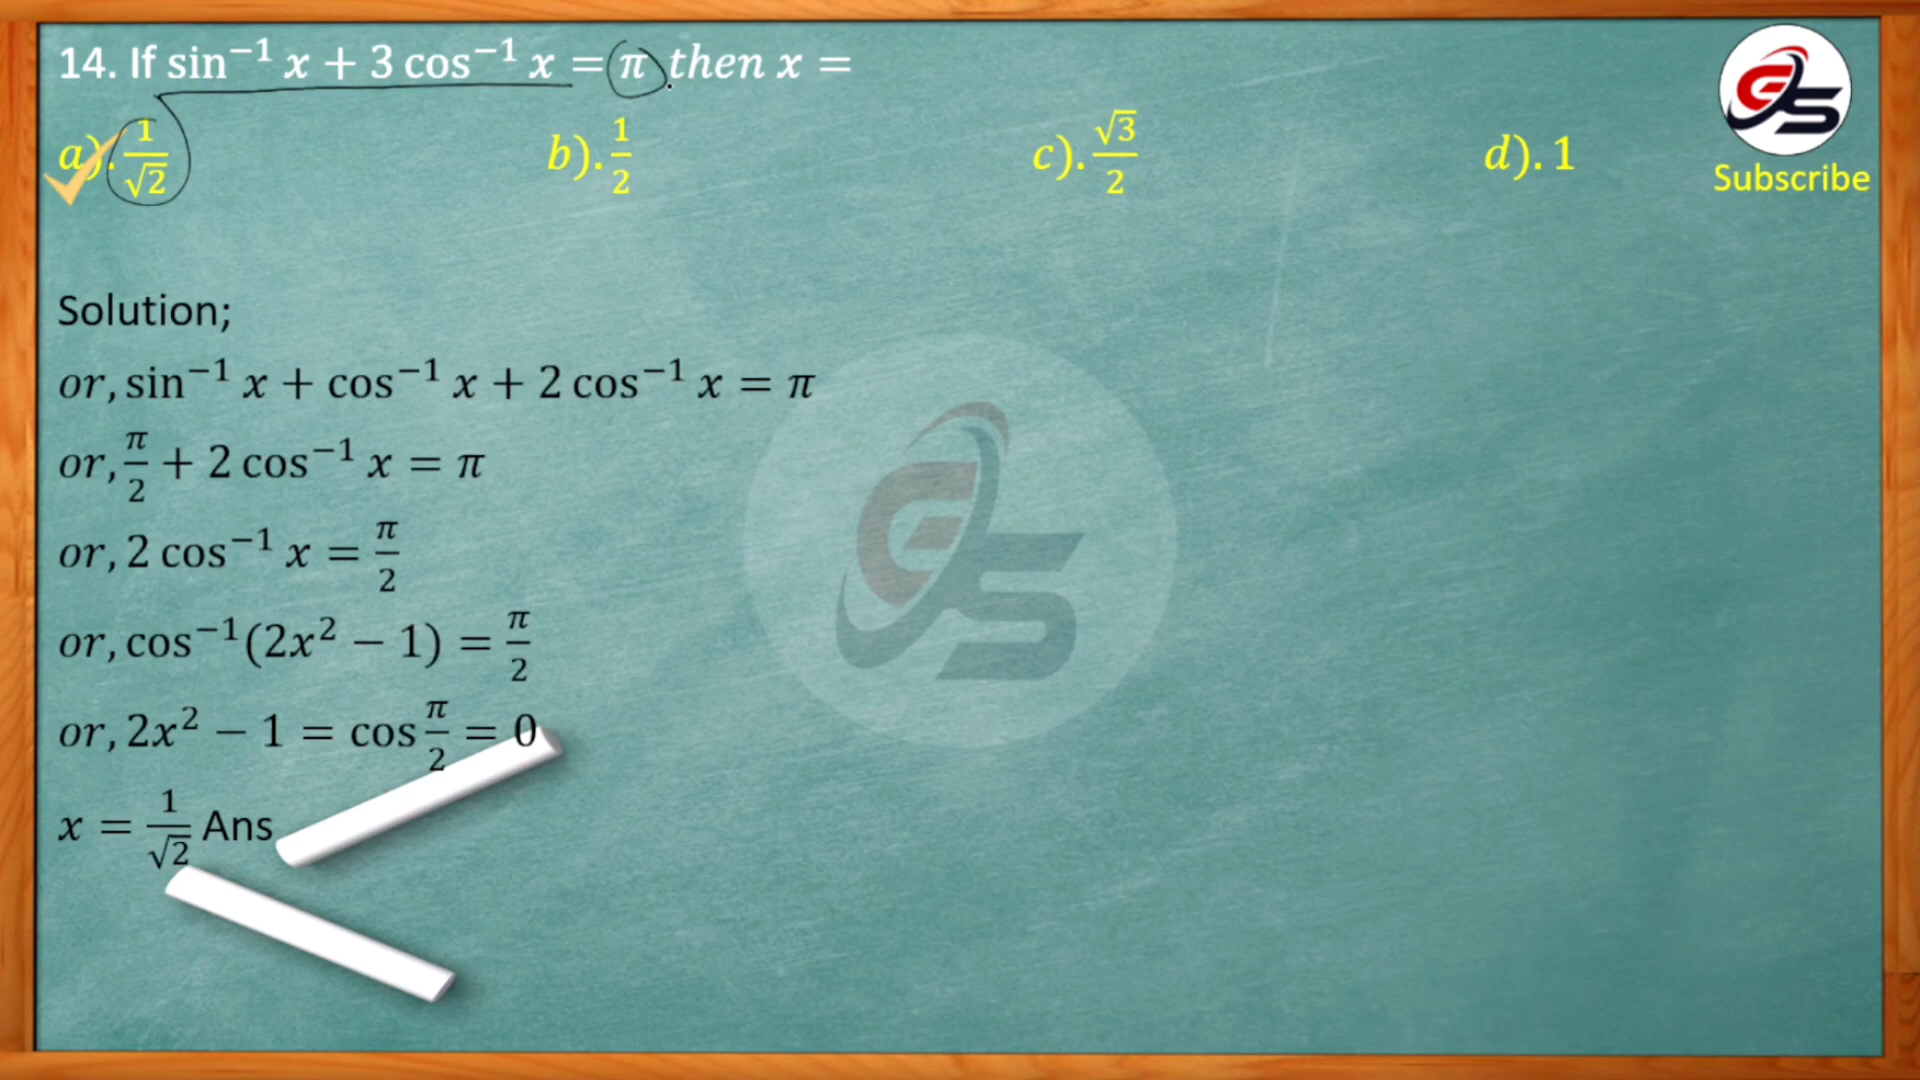 14. If sin⁻¹ x + 3 cos⁻¹ x = π then x =
a). 1/√2 b). 1/2 c). √3/2 d). 1
GS
Subscribe
Solution;
or, sin⁻¹ x + cos⁻¹ x + 2 cos⁻¹ x = π
or, π/2 + 2 cos⁻¹ x = π
or, 2 cos⁻¹ x = π/2
or, cos⁻¹(2x² − 1) = π/2
or, 2x² − 1 = cos π/2 = 0
x = 1/√2 Ans
GS